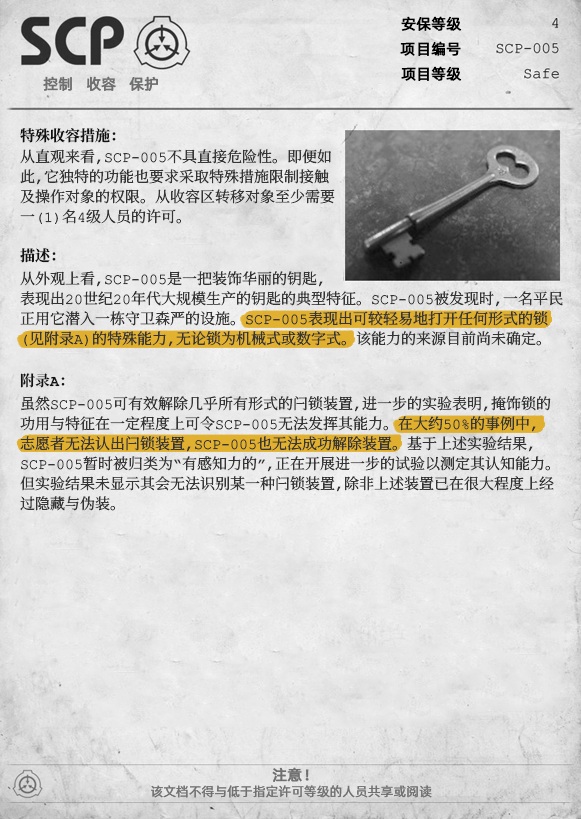 SCP
控制 收容 保护
安保等级 4
项目编号 SCP-005
项目等级 Safe
特殊收容措施:
从直观来看,SCP-005不具直接危险性。即便如
此,它独特的功能也要求采取特殊措施限制接触
及操作对象的权限。从收容区转移对象至少需要
一(1)名4级人员的许可。
描述:
从外观上看,SCP-005是一把装饰华丽的钥匙,
表现出20世纪20年代大规模生产的钥匙的典型特征。SCP-005被发现时,一名平民
正用它潜入一栋守卫森严的设施。SCP-005表现出可较轻易地打开任何形式的锁
(见附录A)的特殊能力,无论锁为机械式或数字式。该能力的来源目前尚未确定。
附录A:
虽然SCP-005可有效解除几乎所有形式的闩锁装置,进一步的实验表明,掩饰锁的
功用与特征在一定程度上可令SCP-005无法发挥其能力。在大约50%的事例中,
志愿者无法认出闩锁装置,SCP-005也无法成功解除装置。基于上述实验结果,
SCP-005暂时被归类为“有感知力的”,正在开展进一步的试验以测定其认知能力。
但实验结果未显示其会无法识别某一种闩锁装置,除非上述装置已在很大程度上经
过隐藏与伪装。
注意!
该文档不得与低于指定许可等级的人员共享或阅读